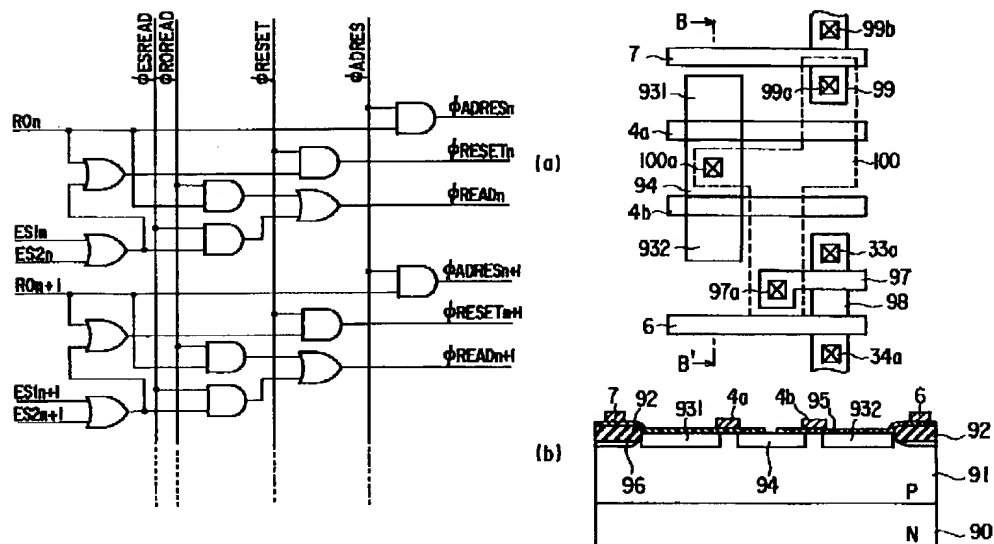 φESREAD
φROREAD
φRESET
φADRES
ROn
φADRESn
φRESETn
φREADn
ES1n
ES2n
φADRESn+1
ROn+1
φRESETn+1
φREADn+1
ES1n+1
ES2n+1
(a)
B
99b
7
931
99a
99
4a
100a
100
94
4b
932
33a
97a
97
98
6
B'
34a
(b)
7
92
931
4a
4b
95
932
6
92
96
94
91
P
N
90